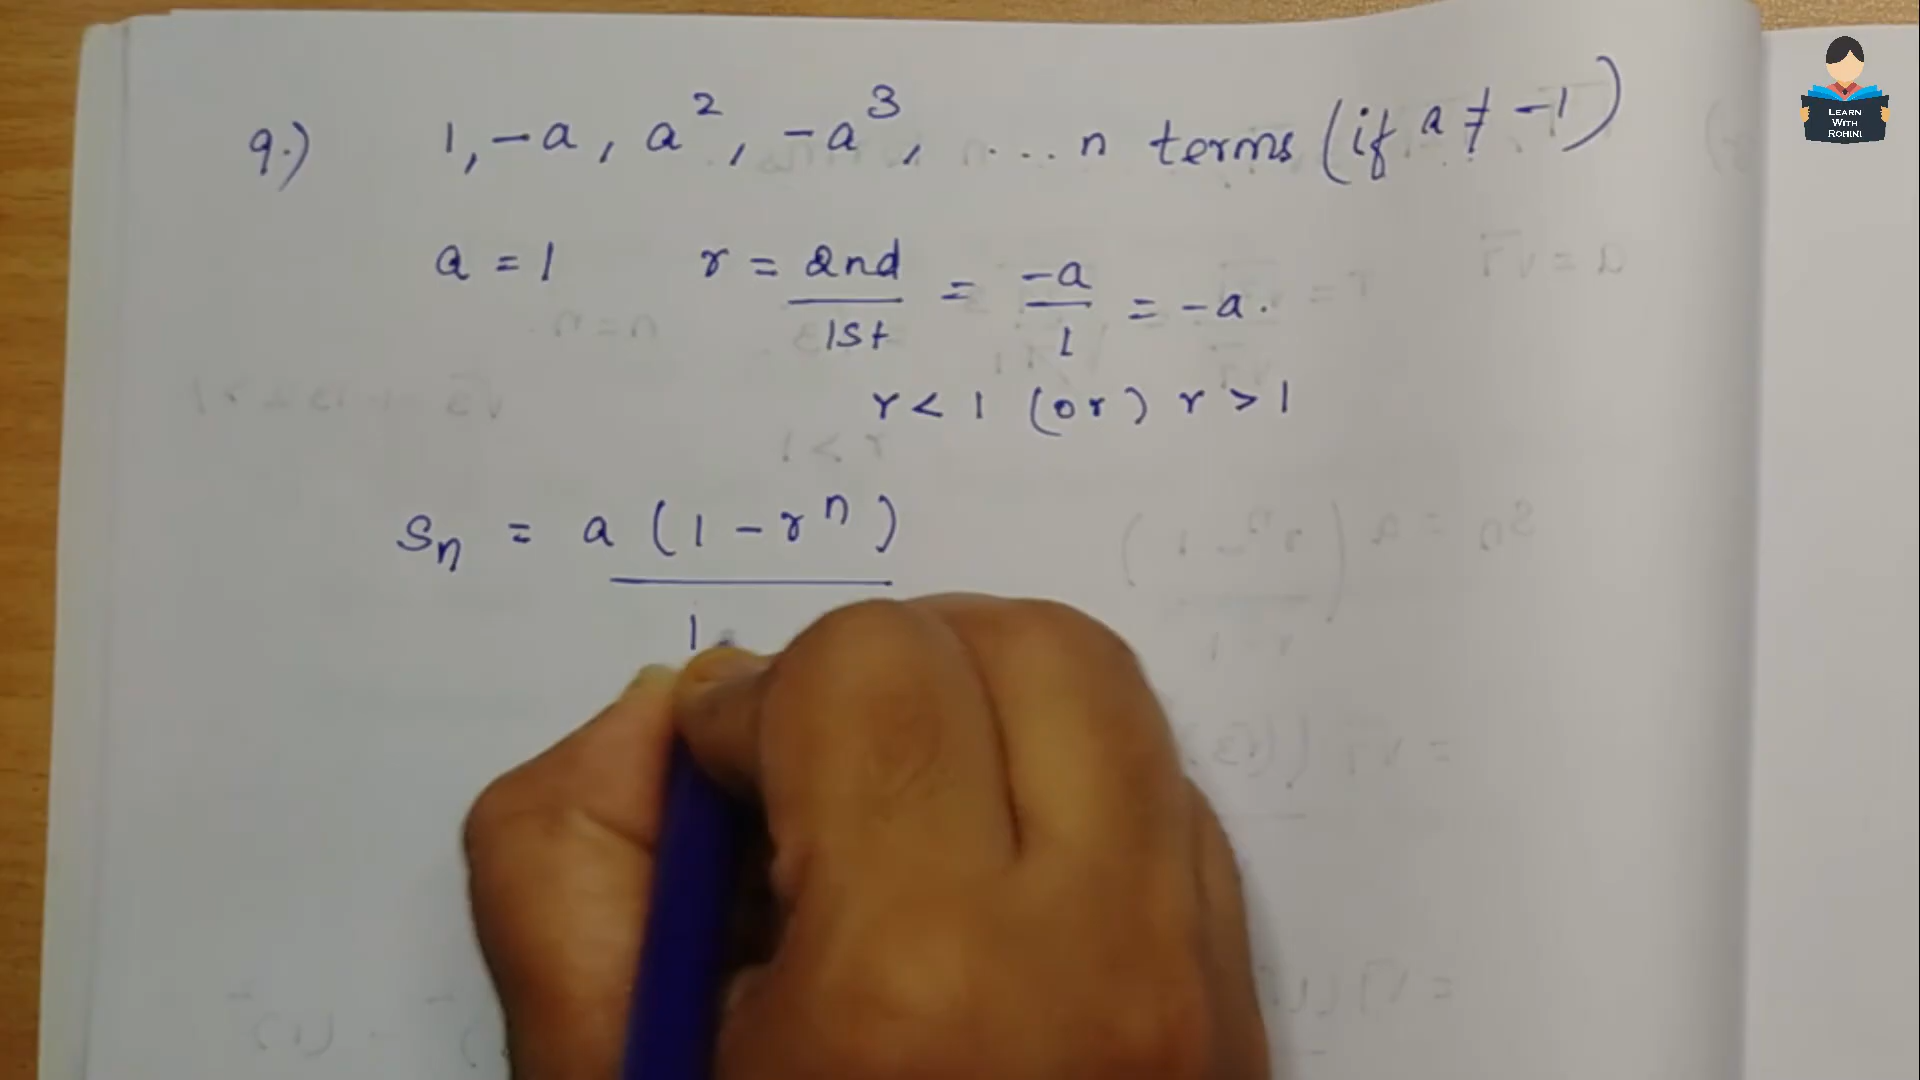 9.) 1, -a, a², -a³, ....n terms (if a ≠ -1)
a = 1 r = 2nd / 1st = -a / 1 = -a.
r < 1 (or) r > 1
Sn = a (1 - rⁿ)
1
LEARN
WITH
ROHINI